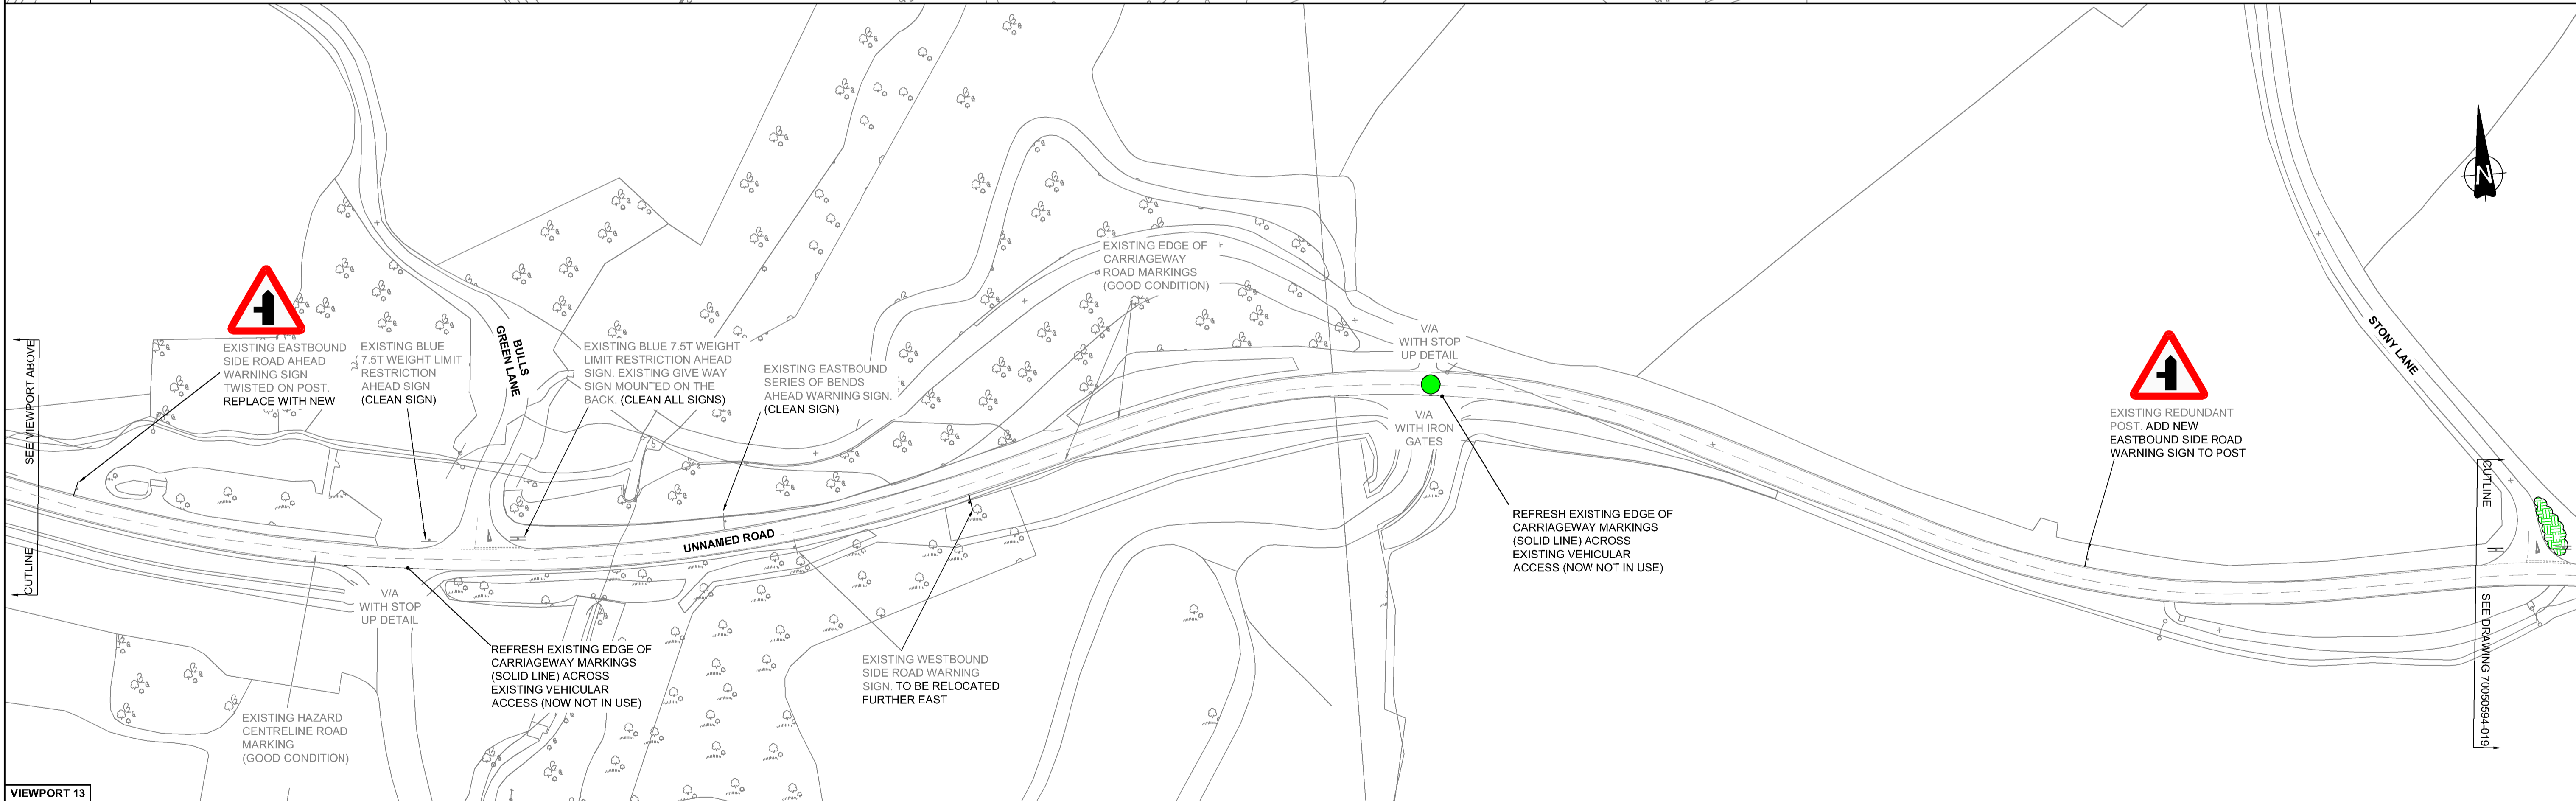 EXISTING EASTBOUND
SIDE ROAD AHEAD
WARNING SIGN
TWISTED ON POST.
REPLACE WITH NEW
EXISTING BLUE
7.5T WEIGHT LIMIT
RESTRICTION
AHEAD SIGN
(CLEAN SIGN)
BULLS
GREEN LANE
EXISTING BLUE 7.5T WEIGHT
LIMIT RESTRICTION AHEAD
SIGN. EXISTING GIVE WAY
SIGN MOUNTED ON THE
BACK. (CLEAN ALL SIGNS)
EXISTING EASTBOUND
SERIES OF BENDS
AHEAD WARNING SIGN.
(CLEAN SIGN)
EXISTING EDGE OF
CARRIAGEWAY
ROAD MARKINGS
(GOOD CONDITION)
V/A
WITH STOP
UP DETAIL
V/A
WITH IRON
GATES
REFRESH EXISTING EDGE OF
CARRIAGEWAY MARKINGS
(SOLID LINE) ACROSS
EXISTING VEHICULAR
ACCESS (NOW NOT IN USE)
EXISTING REDUNDANT
POST. ADD NEW
EASTBOUND SIDE ROAD
WARNING SIGN TO POST
STONY LANE
N
CUTLINE
SEE DRAWING 70050594-019
SEE VIEWPORT ABOVE
CUTLINE
UNNAMED ROAD
V/A
WITH STOP
UP DETAIL
REFRESH EXISTING EDGE OF
CARRIAGEWAY MARKINGS
(SOLID LINE) ACROSS
EXISTING VEHICULAR
ACCESS (NOW NOT IN USE)
EXISTING WESTBOUND
SIDE ROAD WARNING
SIGN. TO BE RELOCATED
FURTHER EAST
EXISTING HAZARD
CENTRELINE ROAD
MARKING
(GOOD CONDITION)
VIEWPORT 13